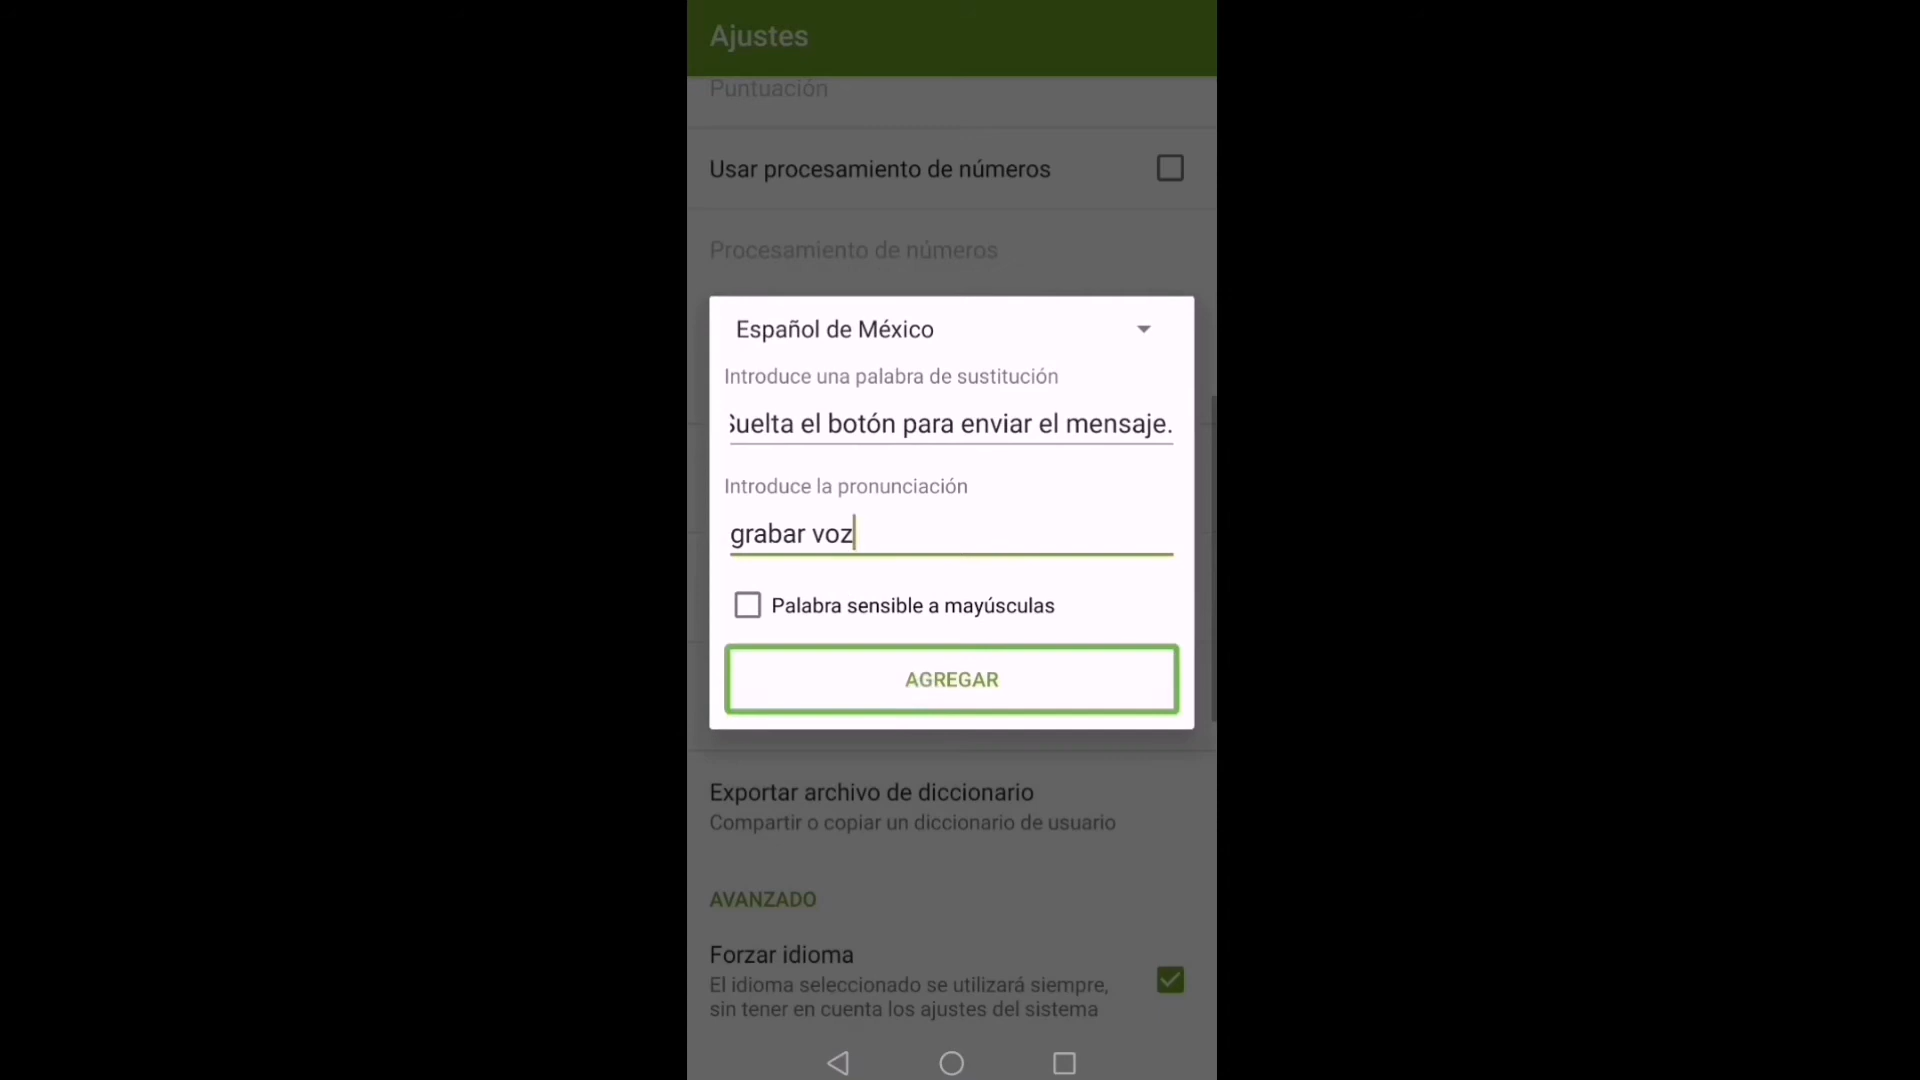 Ajustes
Puntuación
Usar procesamiento de números
Procesamiento de números
Español de México
Introduce una palabra de sustitución
Suelta el botón para enviar el mensaje.
Introduce la pronunciación
grabar voz
Palabra sensible a mayúsculas
AGREGAR
Exportar archivo de diccionario
Compartir o copiar un diccionario de usuario
AVANZADO
Forzar idioma
El idioma seleccionado se utilizará siempre,
sin tener en cuenta los ajustes del sistema